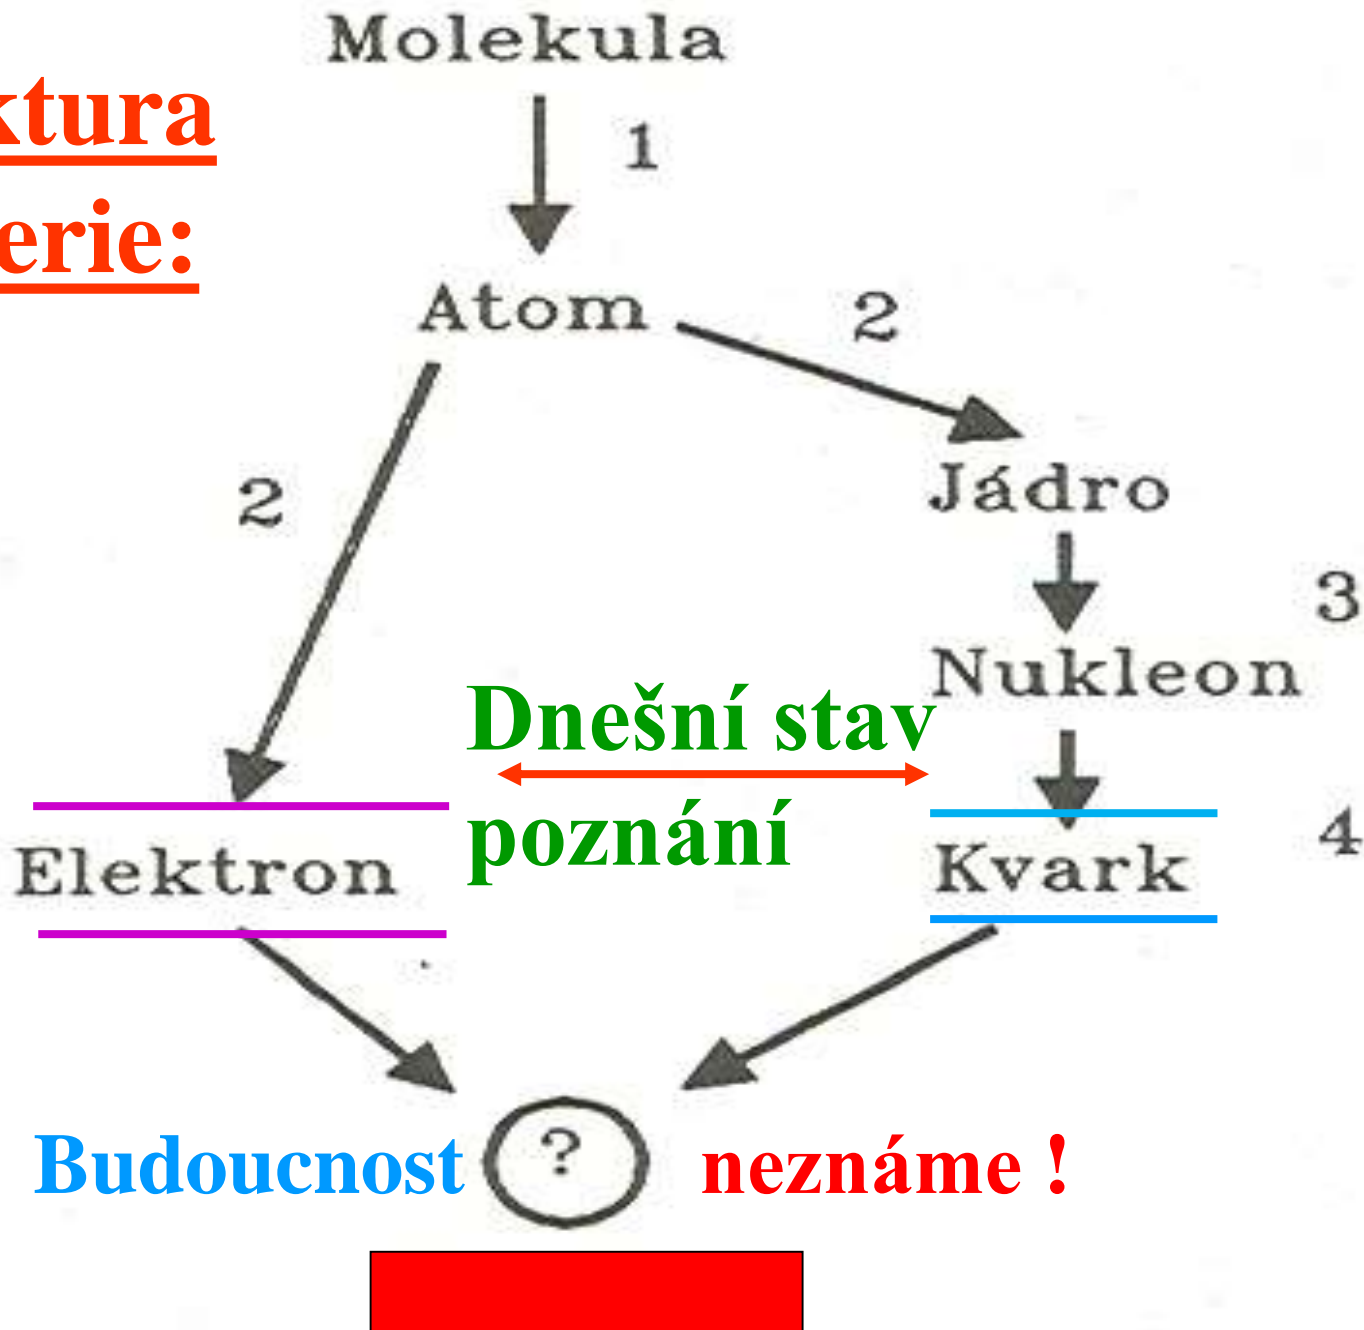 Molekula
ktura
1
erie:
Atom
2
2
Jádro
3
Nukleon
Dnešní stav
poznání
4
Elektron
Kvark
Budoucnost ? neznáme !